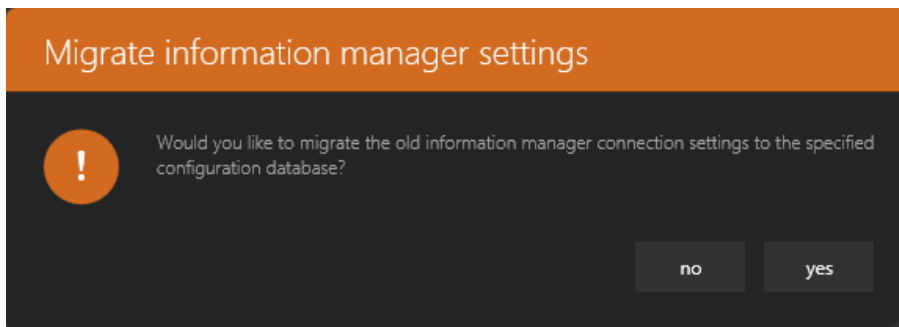 Migrate information manager settings
!
Would you like to migrate the old information manager connection settings to the specified
configuration database?
no yes